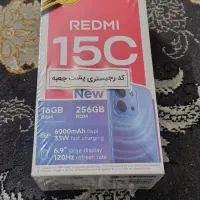 REDMI
15C
کد رجیستری پشت جعبه
New
16GB 256GB
RAM ROM
6000mAh
33W fast charging
6.9" large display
120Hz refresh rate